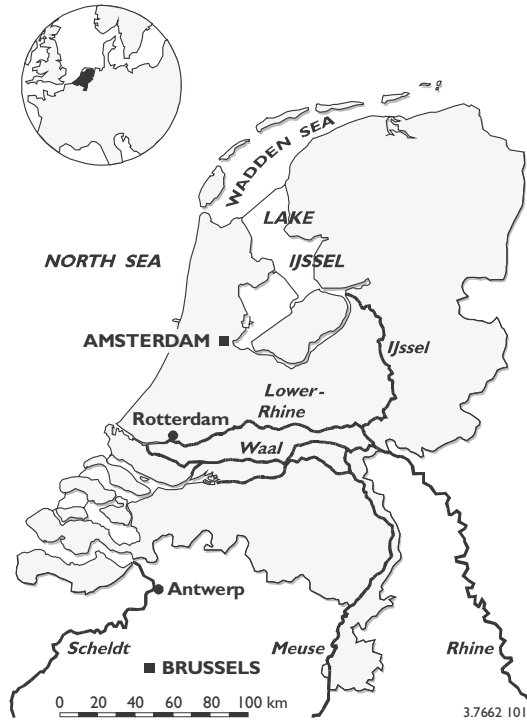 WADDEN SEA
LAKE
IJSSEL
NORTH SEA
AMSTERDAM
IJssel
Lower-
Rhine
Rotterdam
Waal
Antwerp
Scheldt
Meuse
Rhine
BRUSSELS
0 20 40 60 80 100 km
3.7662 101